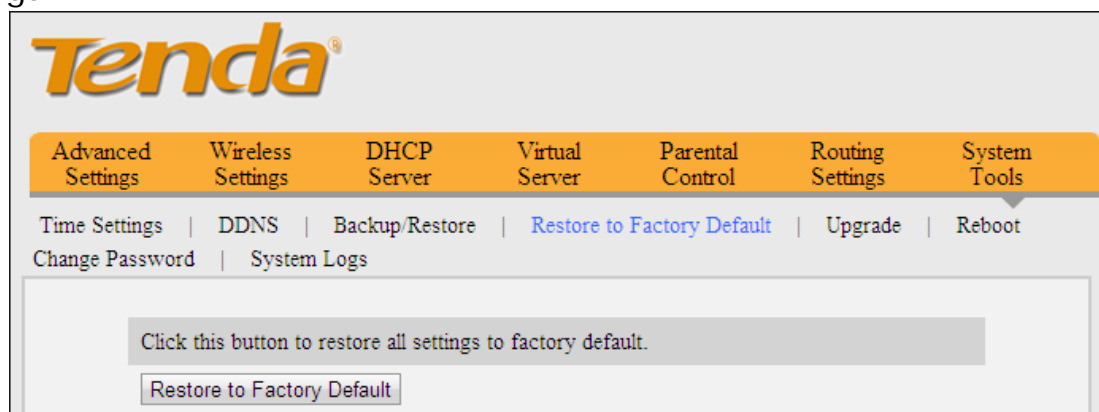 Tenda®
Advanced Settings Wireless Settings DHCP Server Virtual Server Parental Control Routing Settings System Tools
Time Settings | DDNS | Backup/Restore | Restore to Factory Default | Upgrade | Reboot
Change Password | System Logs
Click this button to restore all settings to factory default.
Restore to Factory Default